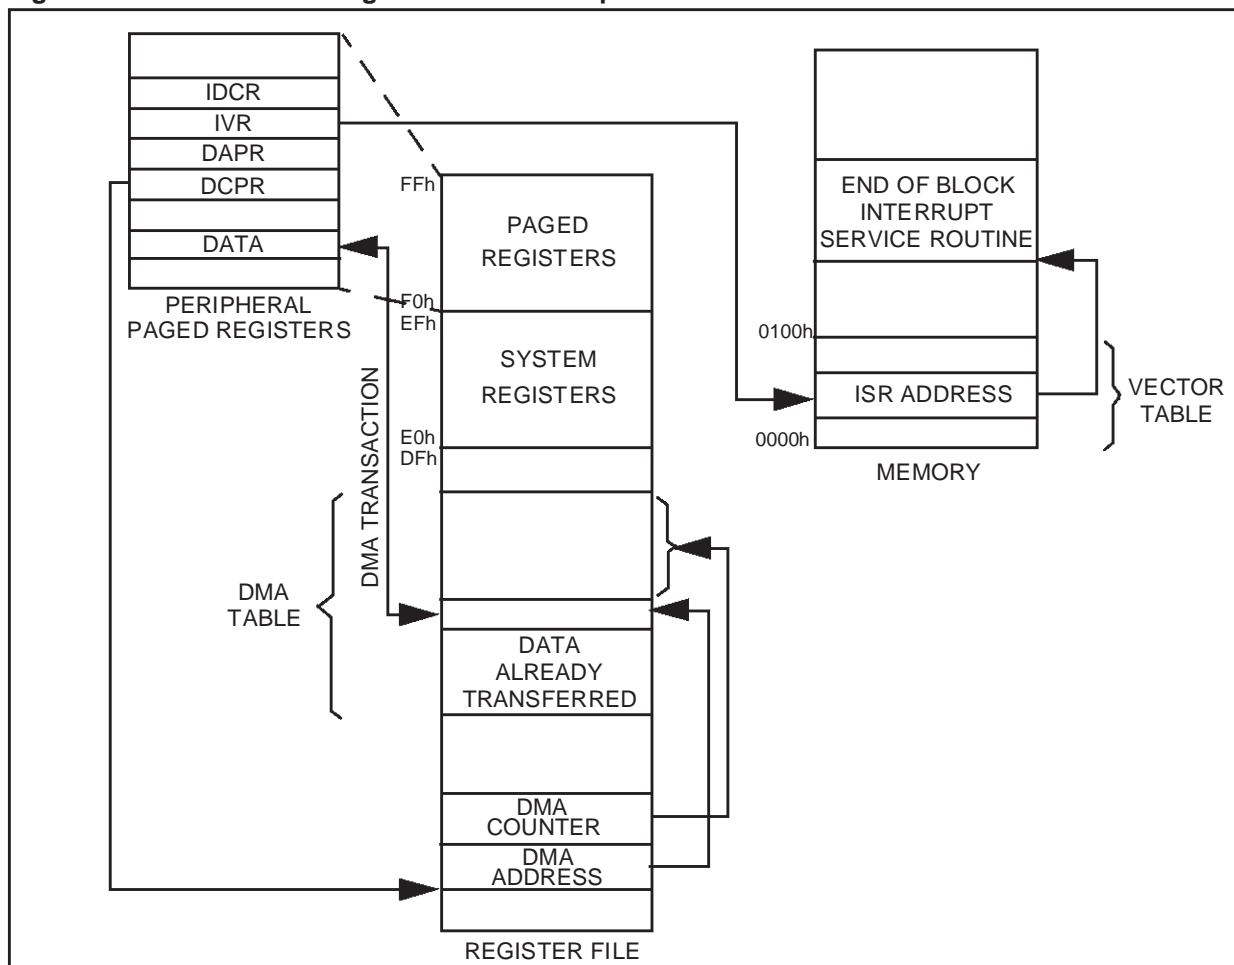 IDCR
IVR
DAPR
DCPR
DATA
PERIPHERAL
PAGED REGISTERS
FFh
PAGED
REGISTERS
F0h
EFh
SYSTEM
REGISTERS
E0h
DFh
DMA TRANSACTION
DMA
TABLE
DATA
ALREADY
TRANSFERRED
DMA
COUNTER
DMA
ADDRESS
REGISTER FILE
END OF BLOCK
INTERRUPT
SERVICE ROUTINE
0100h
ISR ADDRESS
0000h
MEMORY
VECTOR
TABLE